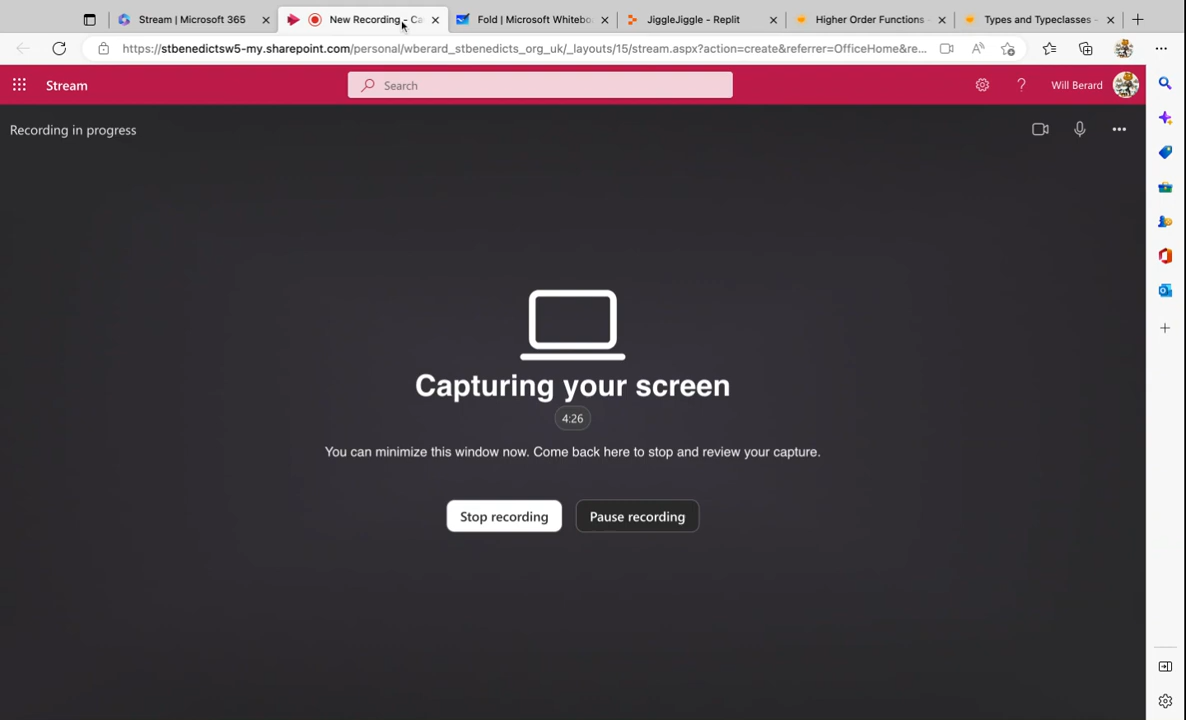 Stream | Microsoft 365
New Recording - Ca
Fold | Microsoft Whitebo
JiggleJiggle - Replit
Higher Order Functions -
Types and Typeclasses -
https://stbenedictsw5-my.sharepoint.com/personal/wberard_stbenedicts_org_uk/_layouts/15/stream.aspx?action=create&referrer=OfficeHome&re...
Stream
Search
Will Berard
Recording in progress
Capturing your screen
4:26
You can minimize this window now. Come back here to stop and review your capture.
Stop recording
Pause recording